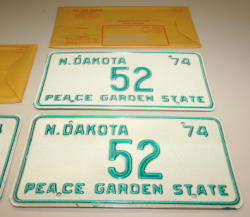 N. DAKOTA 74
52
PEACE GARDEN STATE
N. DAKOTA 74
52
PEACE GARDEN STATE